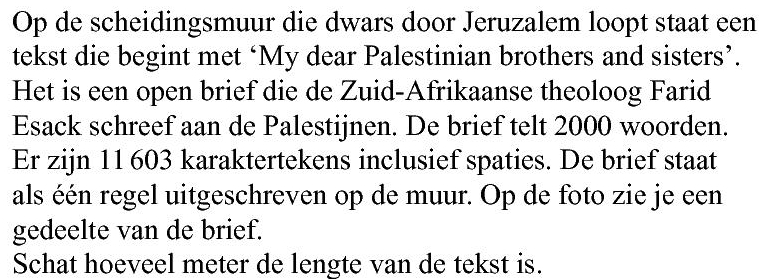 Op de scheidingsmuur die dwars door Jeruzalem loopt staat een
tekst die begint met ‘My dear Palestinian brothers and sisters’.
Het is een open brief die de Zuid-Afrikaanse theoloog Farid
Esack schreef aan de Palestijnen. De brief telt 2000 woorden.
Er zijn 11 603 karaktertekens inclusief spaties. De brief staat
als één regel uitgeschreven op de muur. Op de foto zie je een
gedeelte van de brief.
Schat hoeveel meter de lengte van de tekst is.